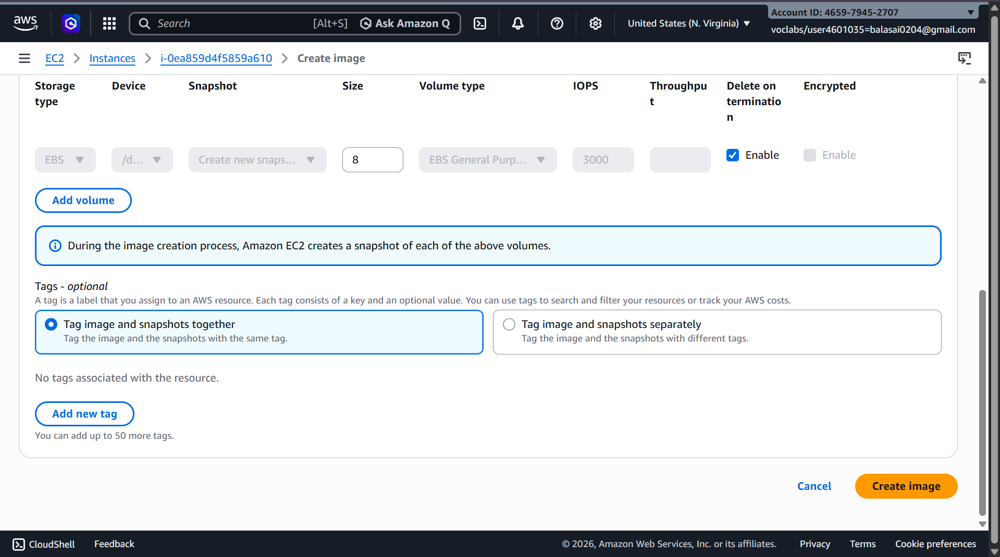 aws
Search [Alt+S] Ask Amazon Q
United States (N. Virginia)
Account ID: 4659-7945-2707
voclabs/user4601035=balasai0204@gmail.com
EC2 Instances i-0ea859d4f5859a610 Create image
Storage type Device Snapshot Size Volume type IOPS Throughput Delete on termination Encrypted
EBS /d... Create new snaps... 8 EBS General Purp... 3000 Enable Enable
Add volume
During the image creation process, Amazon EC2 creates a snapshot of each of the above volumes.
Tags - optional
A tag is a label that you assign to an AWS resource. Each tag consists of a key and an optional value. You can use tags to search and filter your resources or track your AWS costs.
Tag image and snapshots together
Tag the image and the snapshots with the same tag.
Tag image and snapshots separately
Tag the image and the snapshots with different tags.
No tags associated with the resource.
Add new tag
You can add up to 50 more tags.
Cancel Create image
CloudShell Feedback © 2026, Amazon Web Services, Inc. or its affiliates. Privacy Terms Cookie preferences